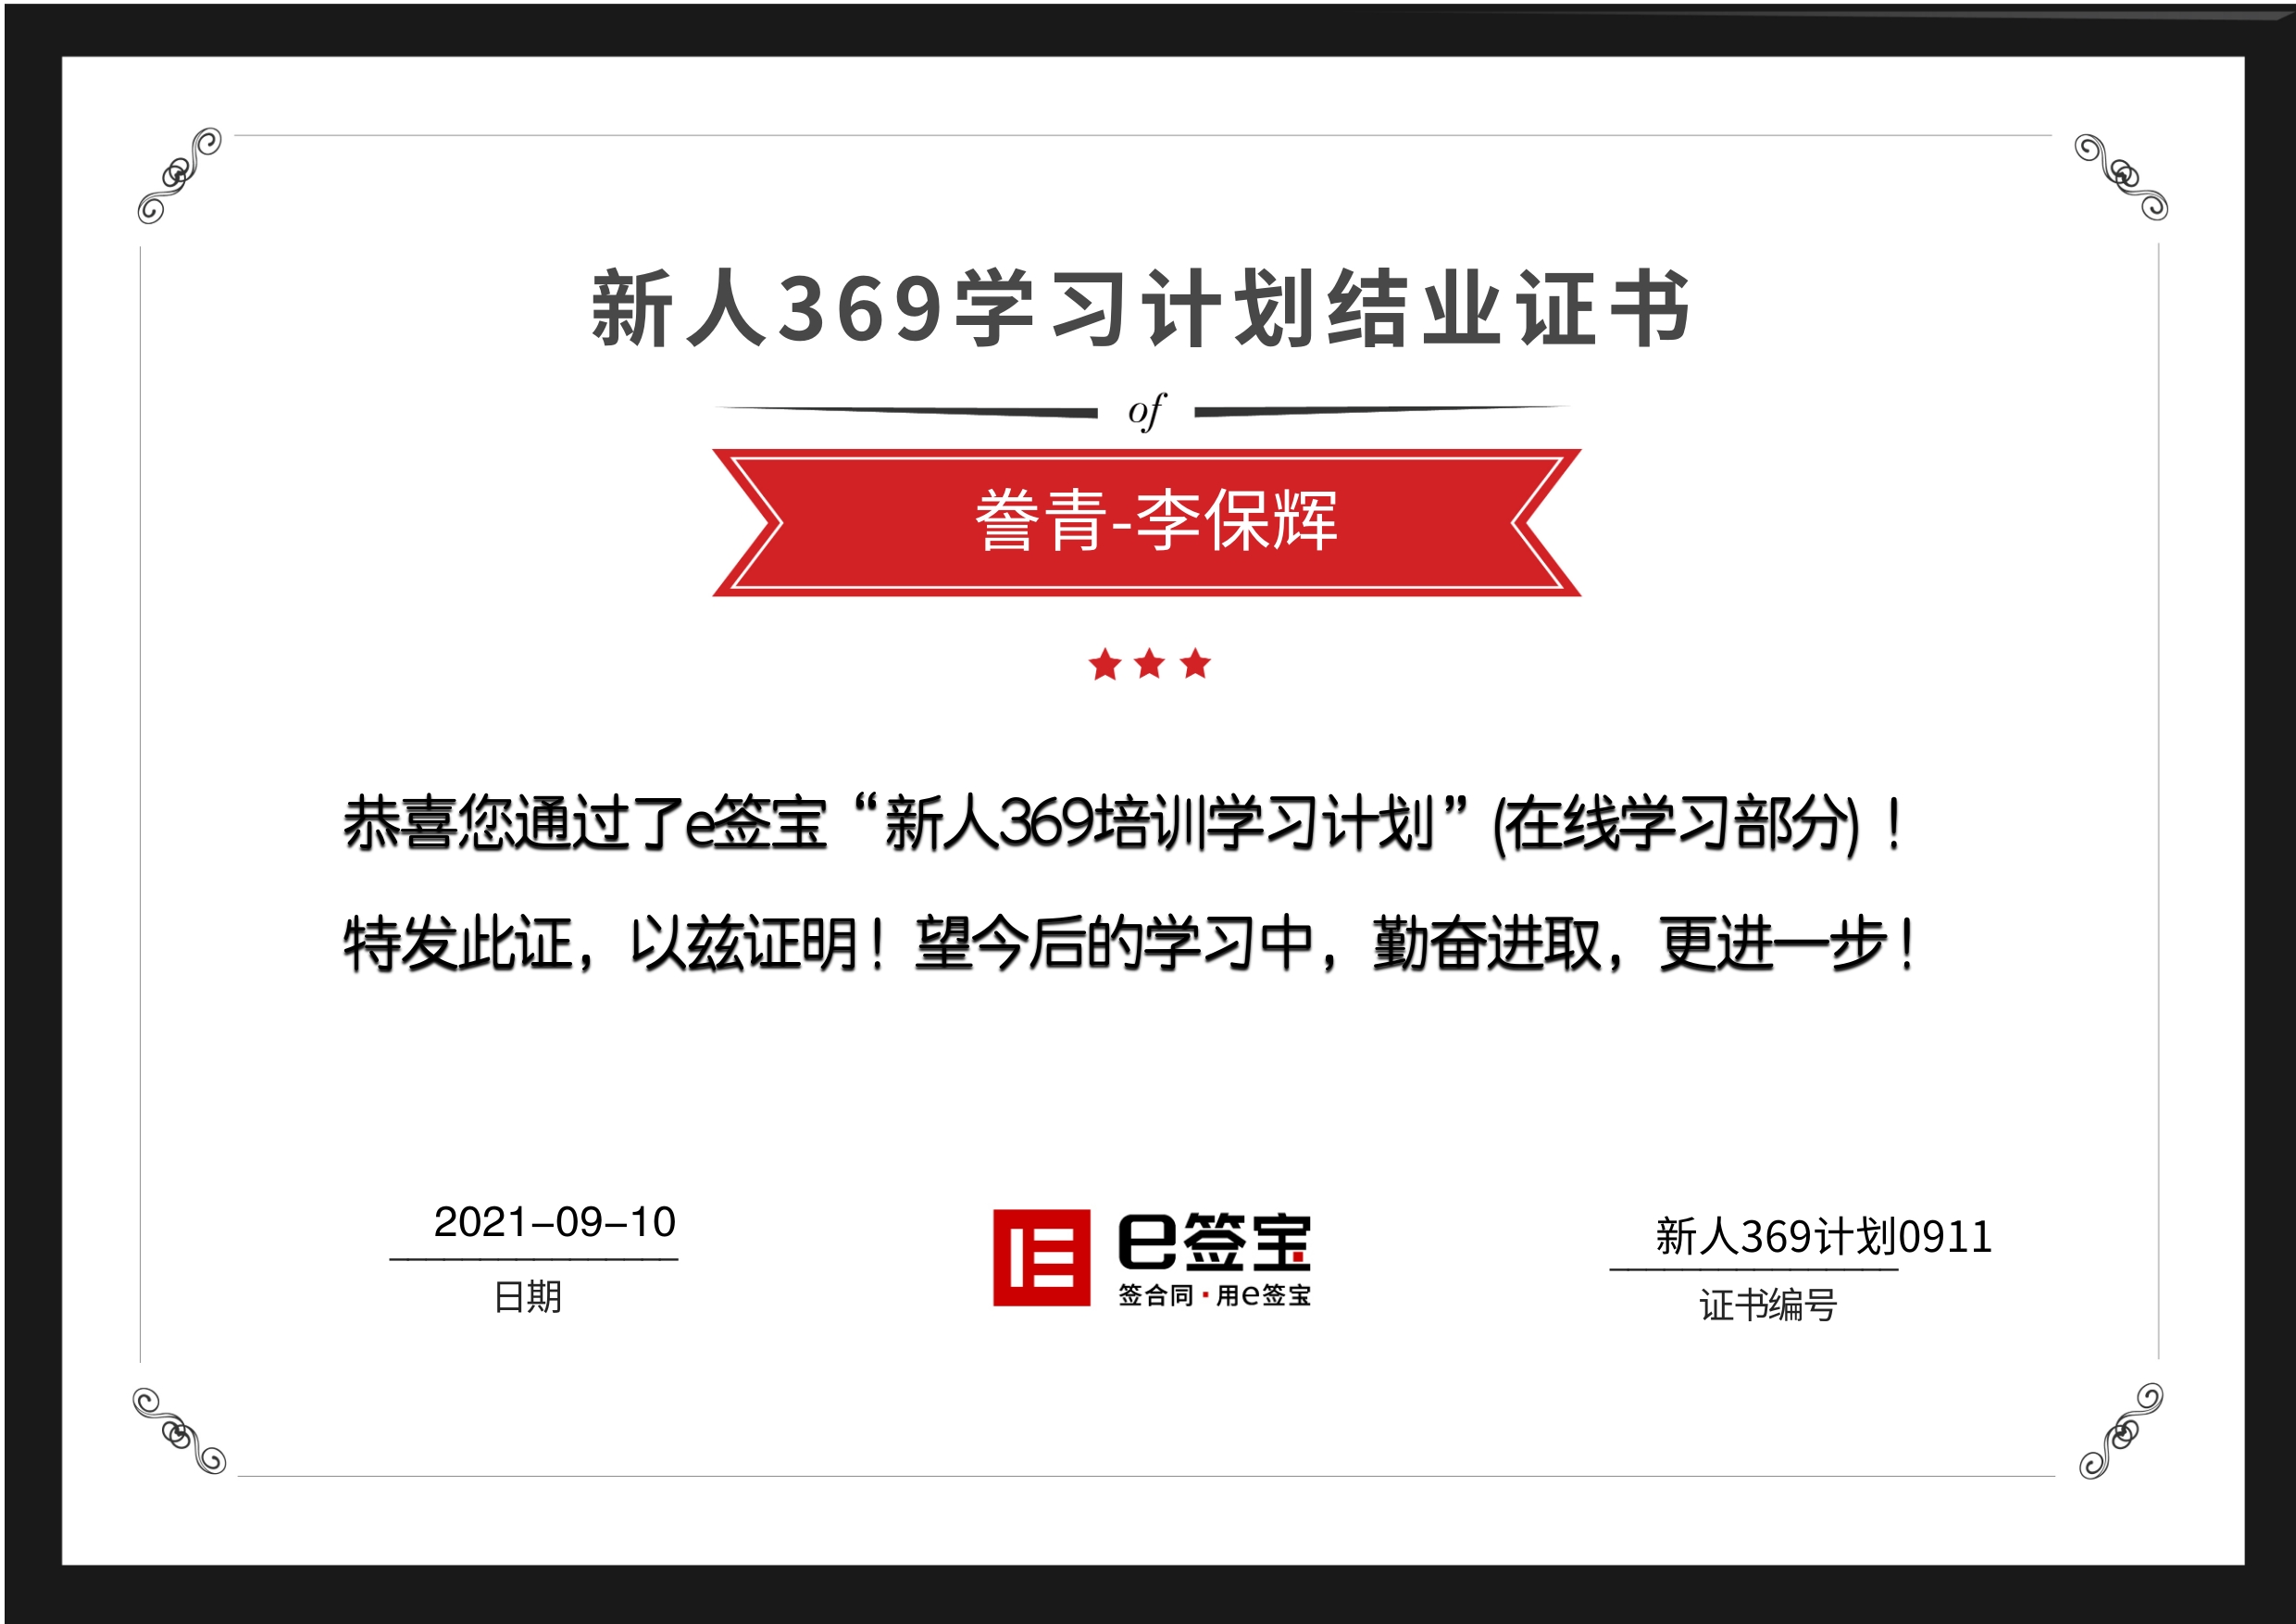 新人369学习计划结业证书
of
誊青-李保辉
恭喜您通过了e签宝“新人369培训学习计划”(在线学习部分)！
特发此证，以兹证明！望今后的学习中，勤奋进取，更进一步！
2021-09-10
日期
e签宝
签合同·用e签宝
新人369计划0911
证书编号